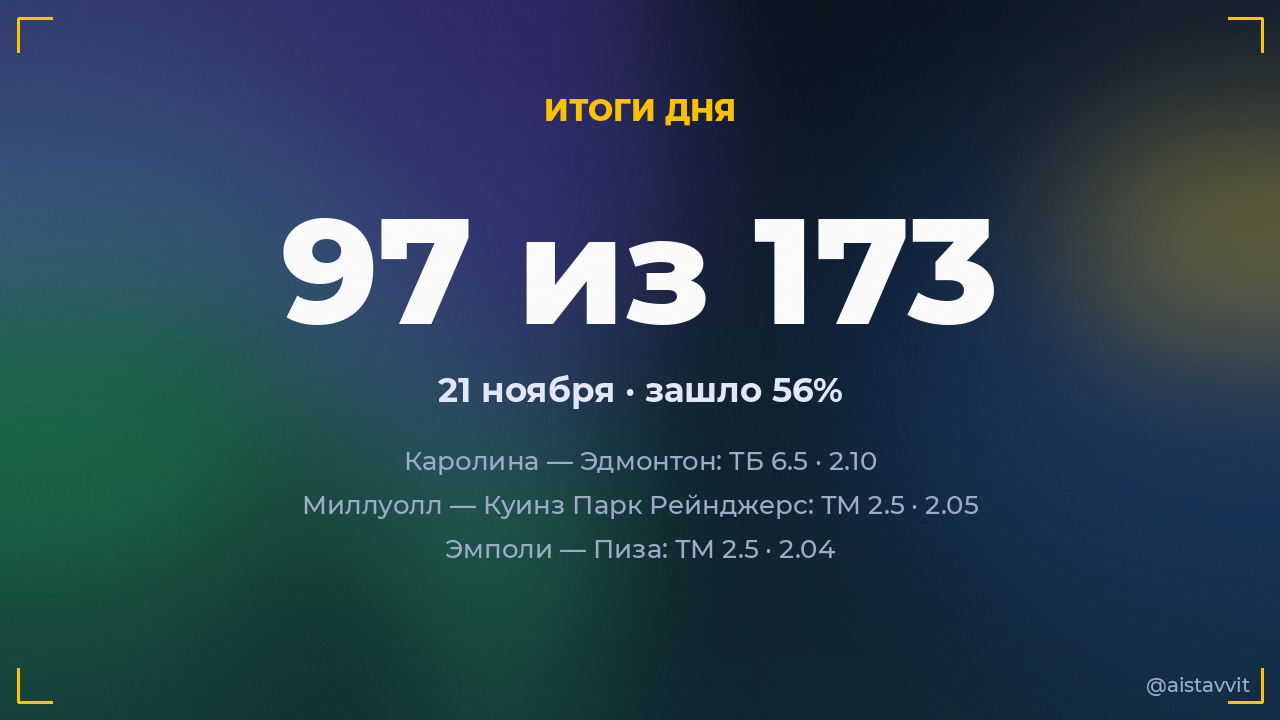 ИТОГИ ДНЯ
97 из 173
21 ноября · зашло 56%
Каролина — Эдмонтон: ТБ 6.5 · 2.10
Миллуолл — Куинз Парк Рейнджерс: ТМ 2.5 · 2.05
Эмполи — Пиза: ТМ 2.5 · 2.04
@aistavvit